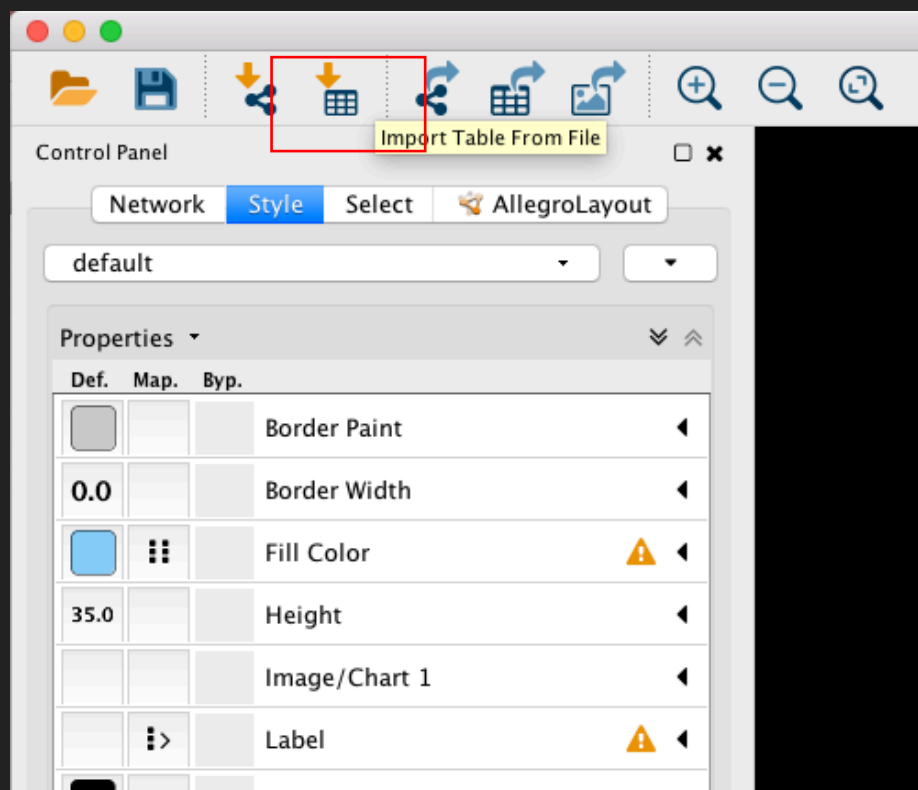 Import Table From File
Control Panel
Network Style Select AllegroLayout
default
Properties
Def. Map. Byp.
Border Paint
0.0 Border Width
Fill Color
35.0 Height
Image/Chart 1
Label